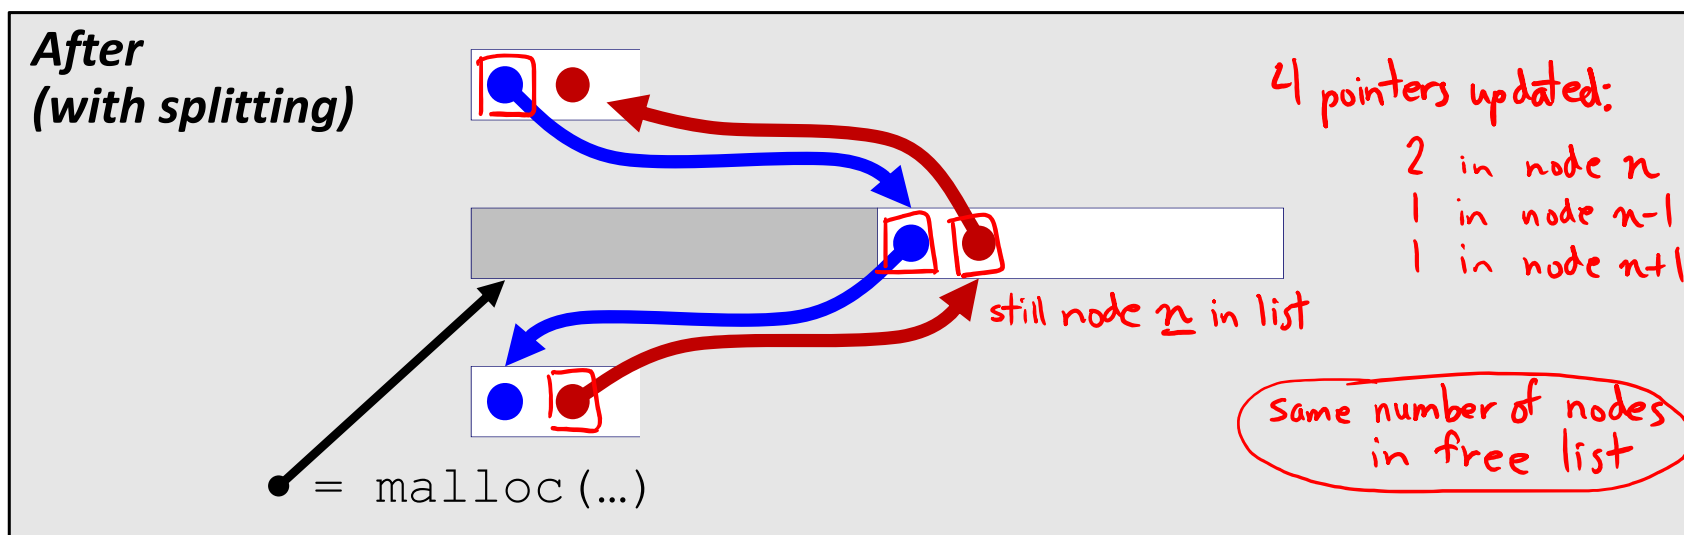 After
(with splitting)
4 pointers updated:
2 in node n
1 in node n-1
1 in node n+1
still node n in list
same number of nodes
in free list
= malloc(…)